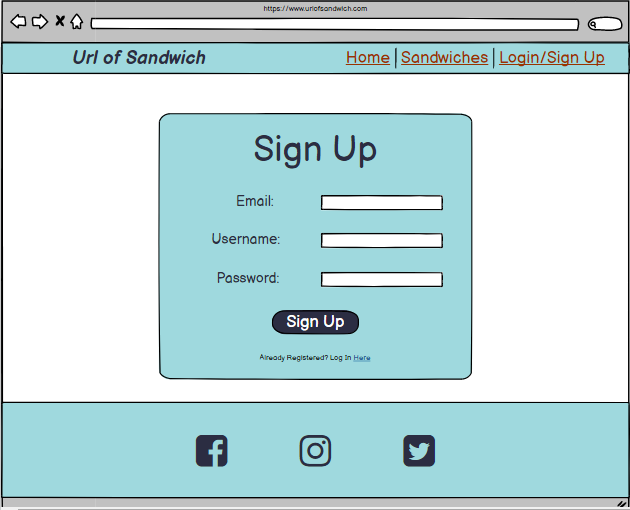 https://www.urlofsandwich.com
Url of Sandwich
Home | Sandwiches | Login/Sign Up
Sign Up
Email:
Username:
Password:
Sign Up
Already Registered? Log In Here